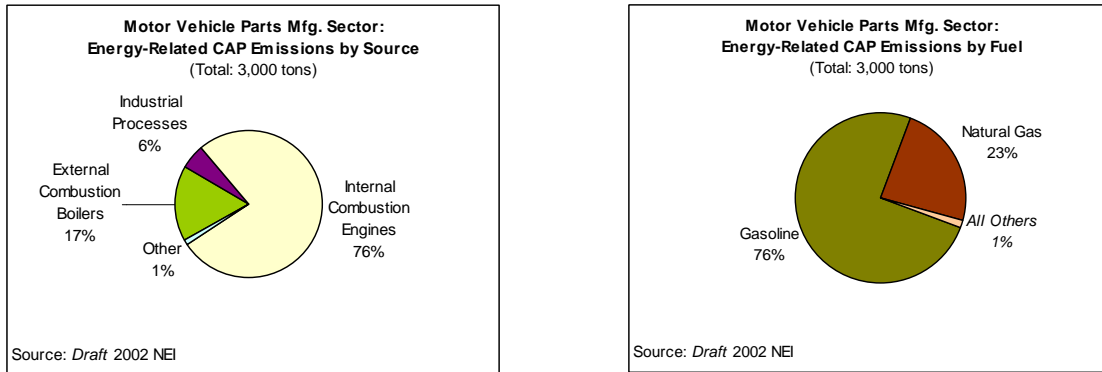 Motor Vehicle Parts Mfg. Sector:
Energy-Related CAP Emissions by Source
(Total: 3,000 tons)
Industrial
Processes
6%
External
Combustion
Boilers
17%
Other
1%
Internal
Combustion
Engines
76%
Source: Draft 2002 NEI
Motor Vehicle Parts Mfg. Sector:
Energy-Related CAP Emissions by Fuel
(Total: 3,000 tons)
Natural Gas
23%
All Others
1%
Gasoline
76%
Source: Draft 2002 NEI